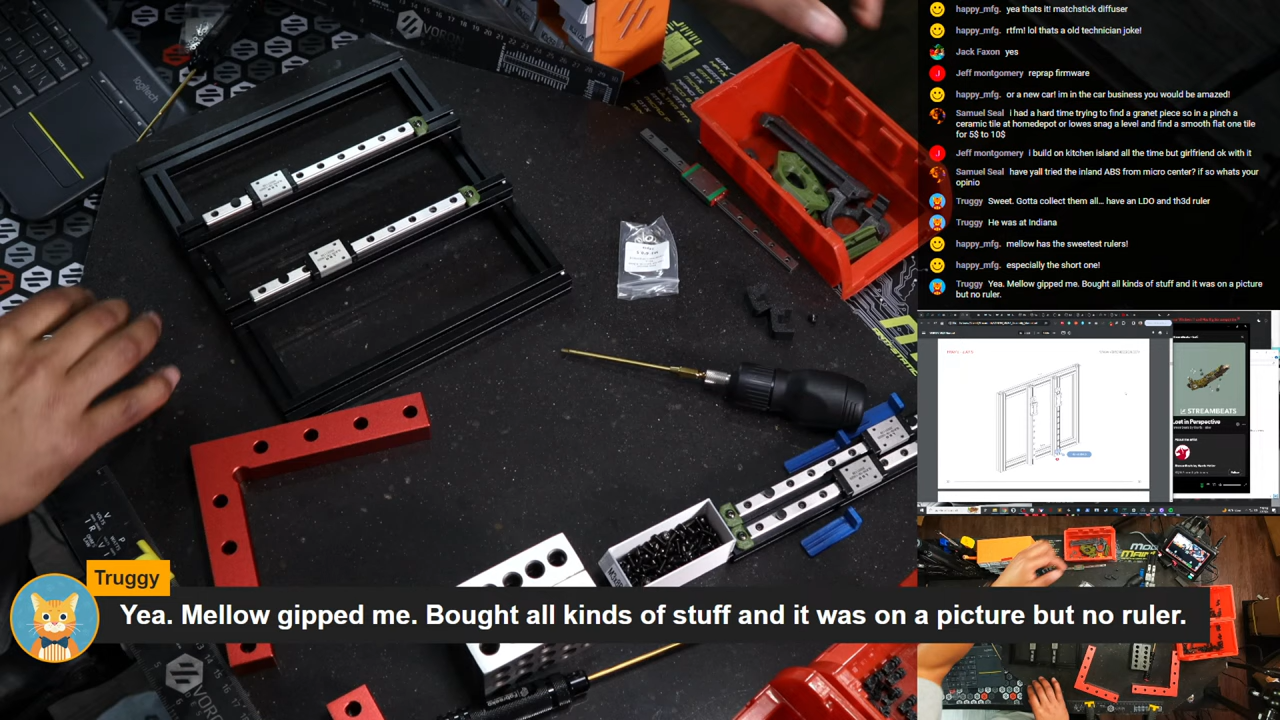 happy_mfg. yea thats it! matchstick diffuser
happy_mfg. rtfm! lol thats a old technician joke!
Jack Faxon yes
Jeff montgomery reprap firmware
happy_mfg. or a new car! im in the car business you would be amazed!
Samuel Seal i had a hard time trying to find a granet piece so in a pinch a
ceramic tile at homedepot or lowes snag a level and find a smooth flat one tile
for 5$ to 10$
Jeff montgomery i build on kitchen island all the time but girlfriend ok with it
Samuel Seal have yall tried the inland ABS from micro center? if so whats your
opinio
Truggy Sweet. Gotta collect them all... have an LDO and th3d ruler
Truggy He was at Indiana
happy_mfg. mellow has the sweetest rulers!
happy_mfg. especially the short one!
Truggy Yea. Mellow gipped me. Bought all kinds of stuff and it was on a picture
but no ruler.
logitech
VORON
STREAMBEATS
Lost in Perspective
Truggy
Yea. Mellow gipped me. Bought all kinds of stuff and it was on a picture but no ruler.
VORON